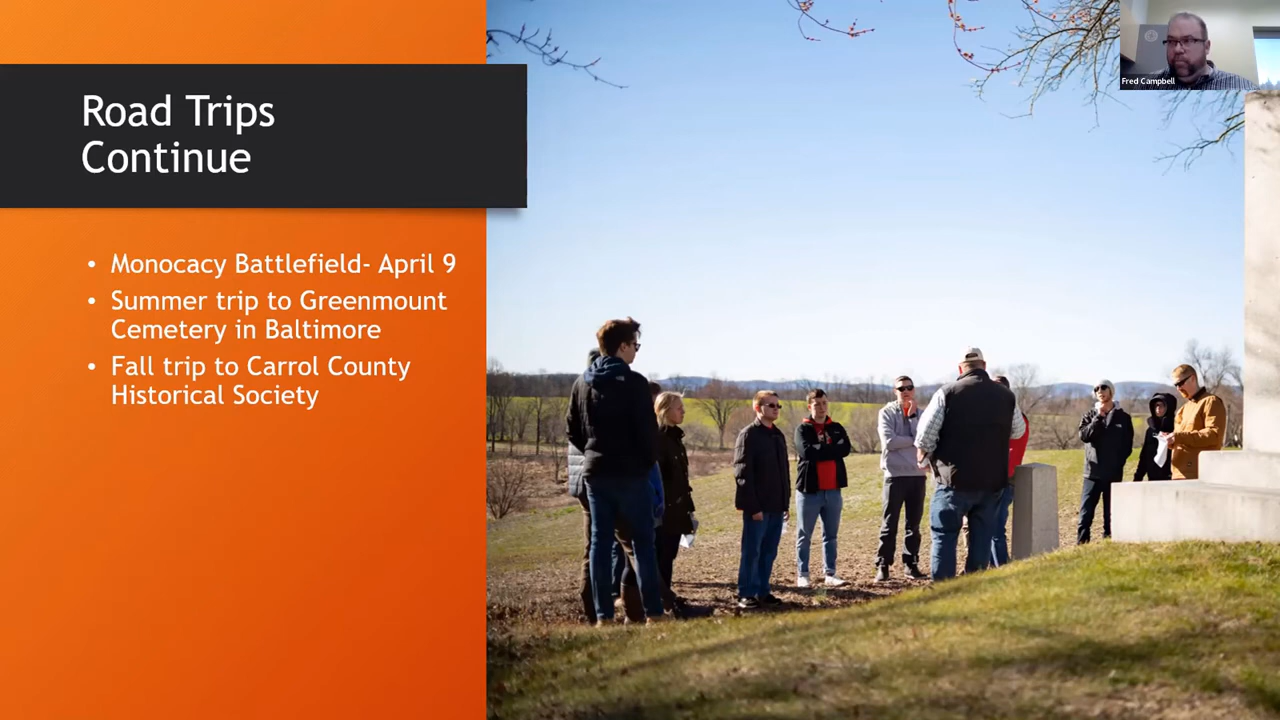 Road Trips
Continue
• Monocacy Battlefield- April 9
• Summer trip to Greenmount
Cemetery in Baltimore
• Fall trip to Carrol County
Historical Society
Fred Campbell